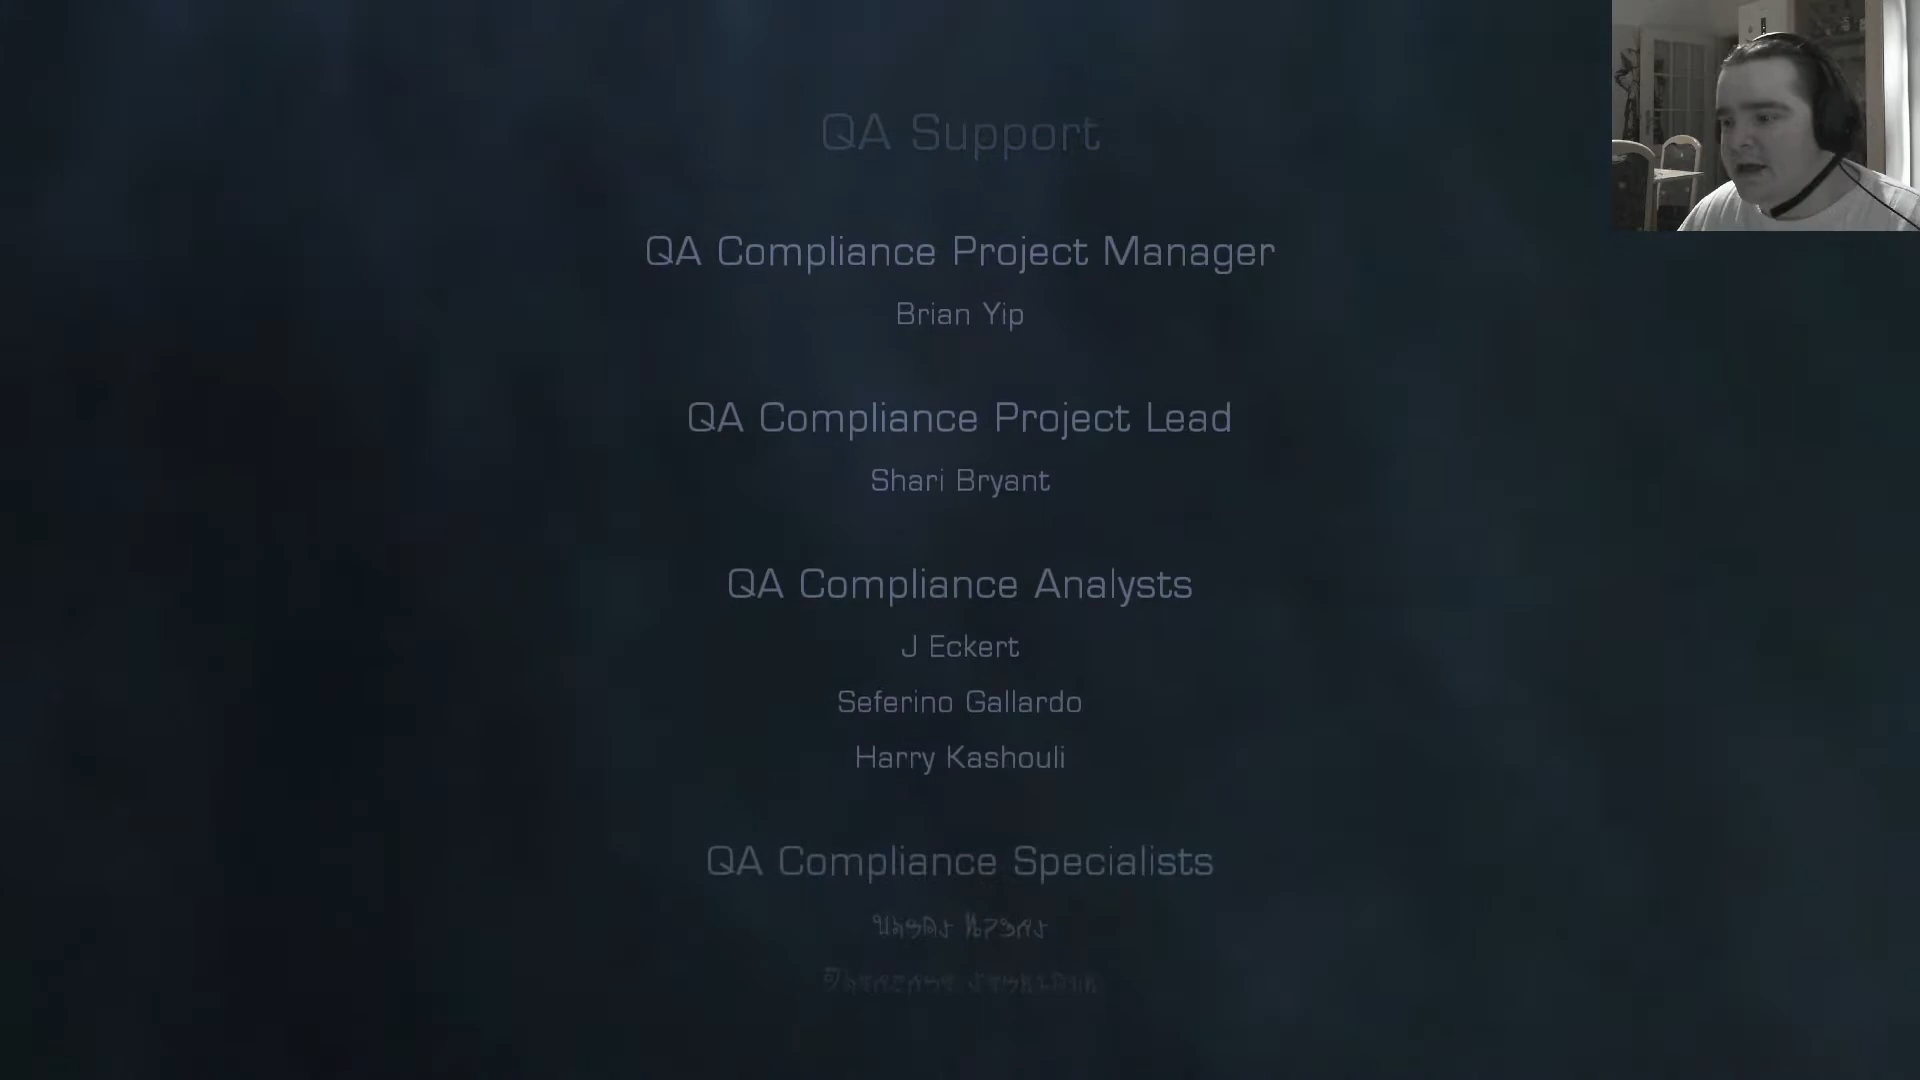 QA Support
QA Compliance Project Manager
Brian Yip
QA Compliance Project Lead
Shari Bryant
QA Compliance Analysts
J Eckert
Seferino Gallardo
Harry Kashouli
QA Compliance Specialists